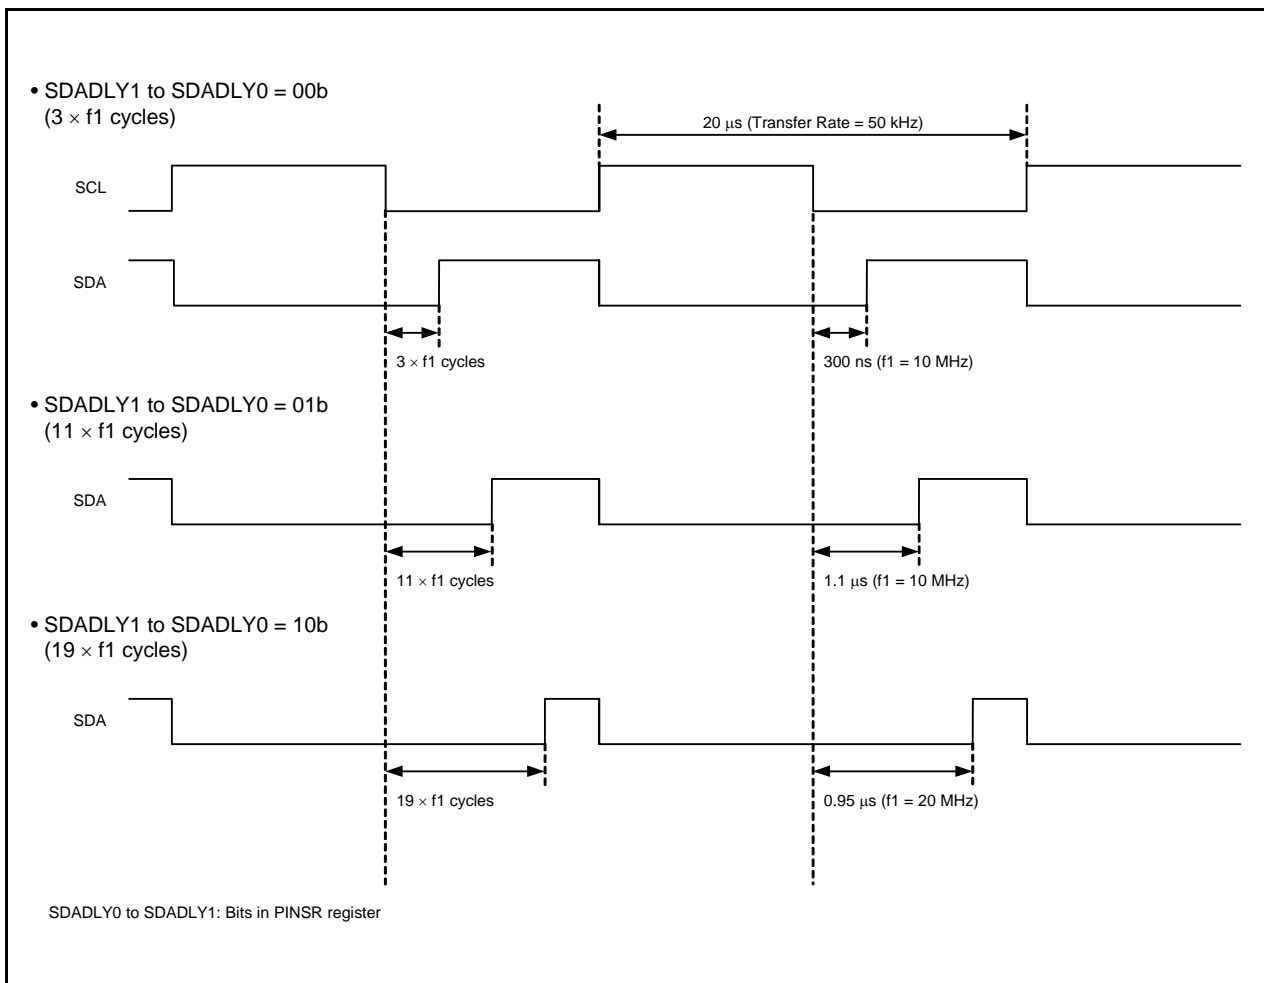 • SDADLY1 to SDADLY0 = 00b
(3 × f1 cycles)
20 μs (Transfer Rate = 50 kHz)
SCL
SDA
3 × f1 cycles
300 ns (f1 = 10 MHz)
• SDADLY1 to SDADLY0 = 01b
(11 × f1 cycles)
SDA
11 × f1 cycles
1.1 μs (f1 = 10 MHz)
• SDADLY1 to SDADLY0 = 10b
(19 × f1 cycles)
SDA
19 × f1 cycles
0.95 μs (f1 = 20 MHz)
SDADLY0 to SDADLY1: Bits in PINSR register